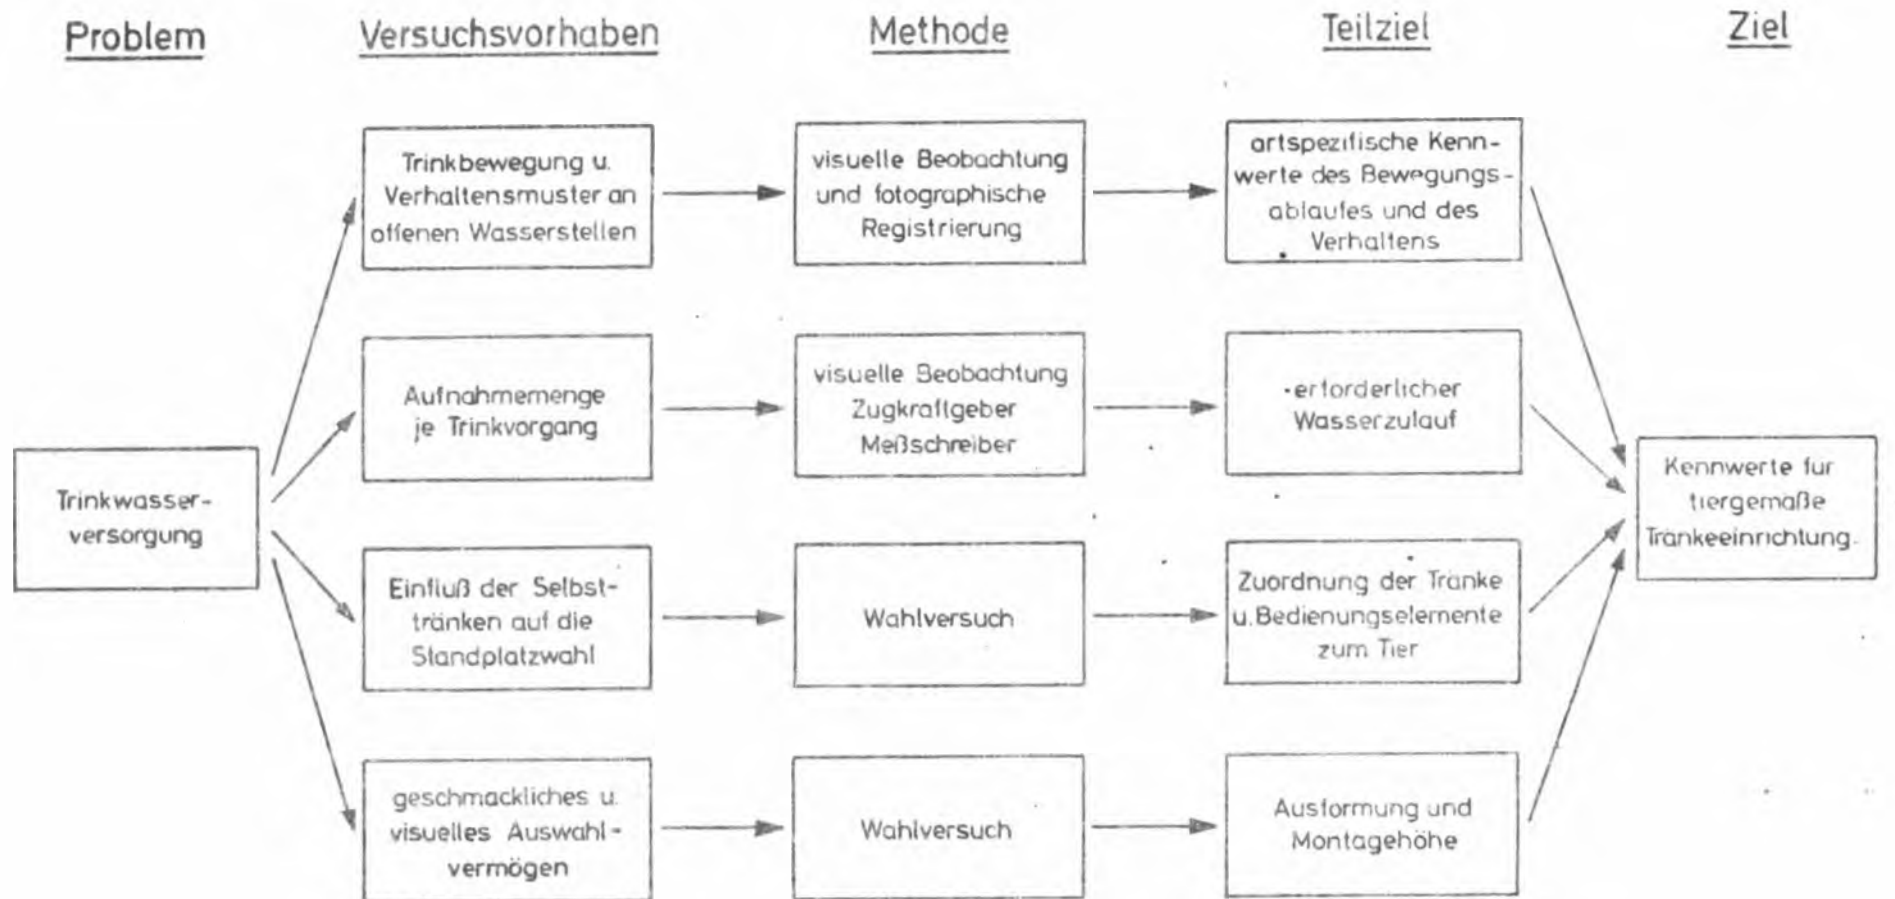 Problem
Versuchsvorhaben
Methode
Teilziel
Ziel
Trinkwasser-
versorgung
Trinkbewegung u.
Verhaltensmuster an
offenen Wasserstellen
visuelle Beobachtung
und fotographische
Registrierung
artspezifische Kenn-
werte des Bewegungs-
ablaufes und des
Verhaltens
Aufnahmemenge
je Trinkvorgang
visuelle Beobachtung
Zugkraftgeber
Meßschreiber
erforderlicher
Wasserzulauf
Einfluß der Selbst-
tränken auf die
Standplatzwahl
Wahlversuch
Zuordnung der Tränke
u. Bedienungselemente
zum Tier
geschmackliches u.
visuelles Auswahl-
vermögen
Wahlversuch
Ausformung und
Montagehöhe
Kennwerte fur
tiergemaße
Trankeeinrichtung